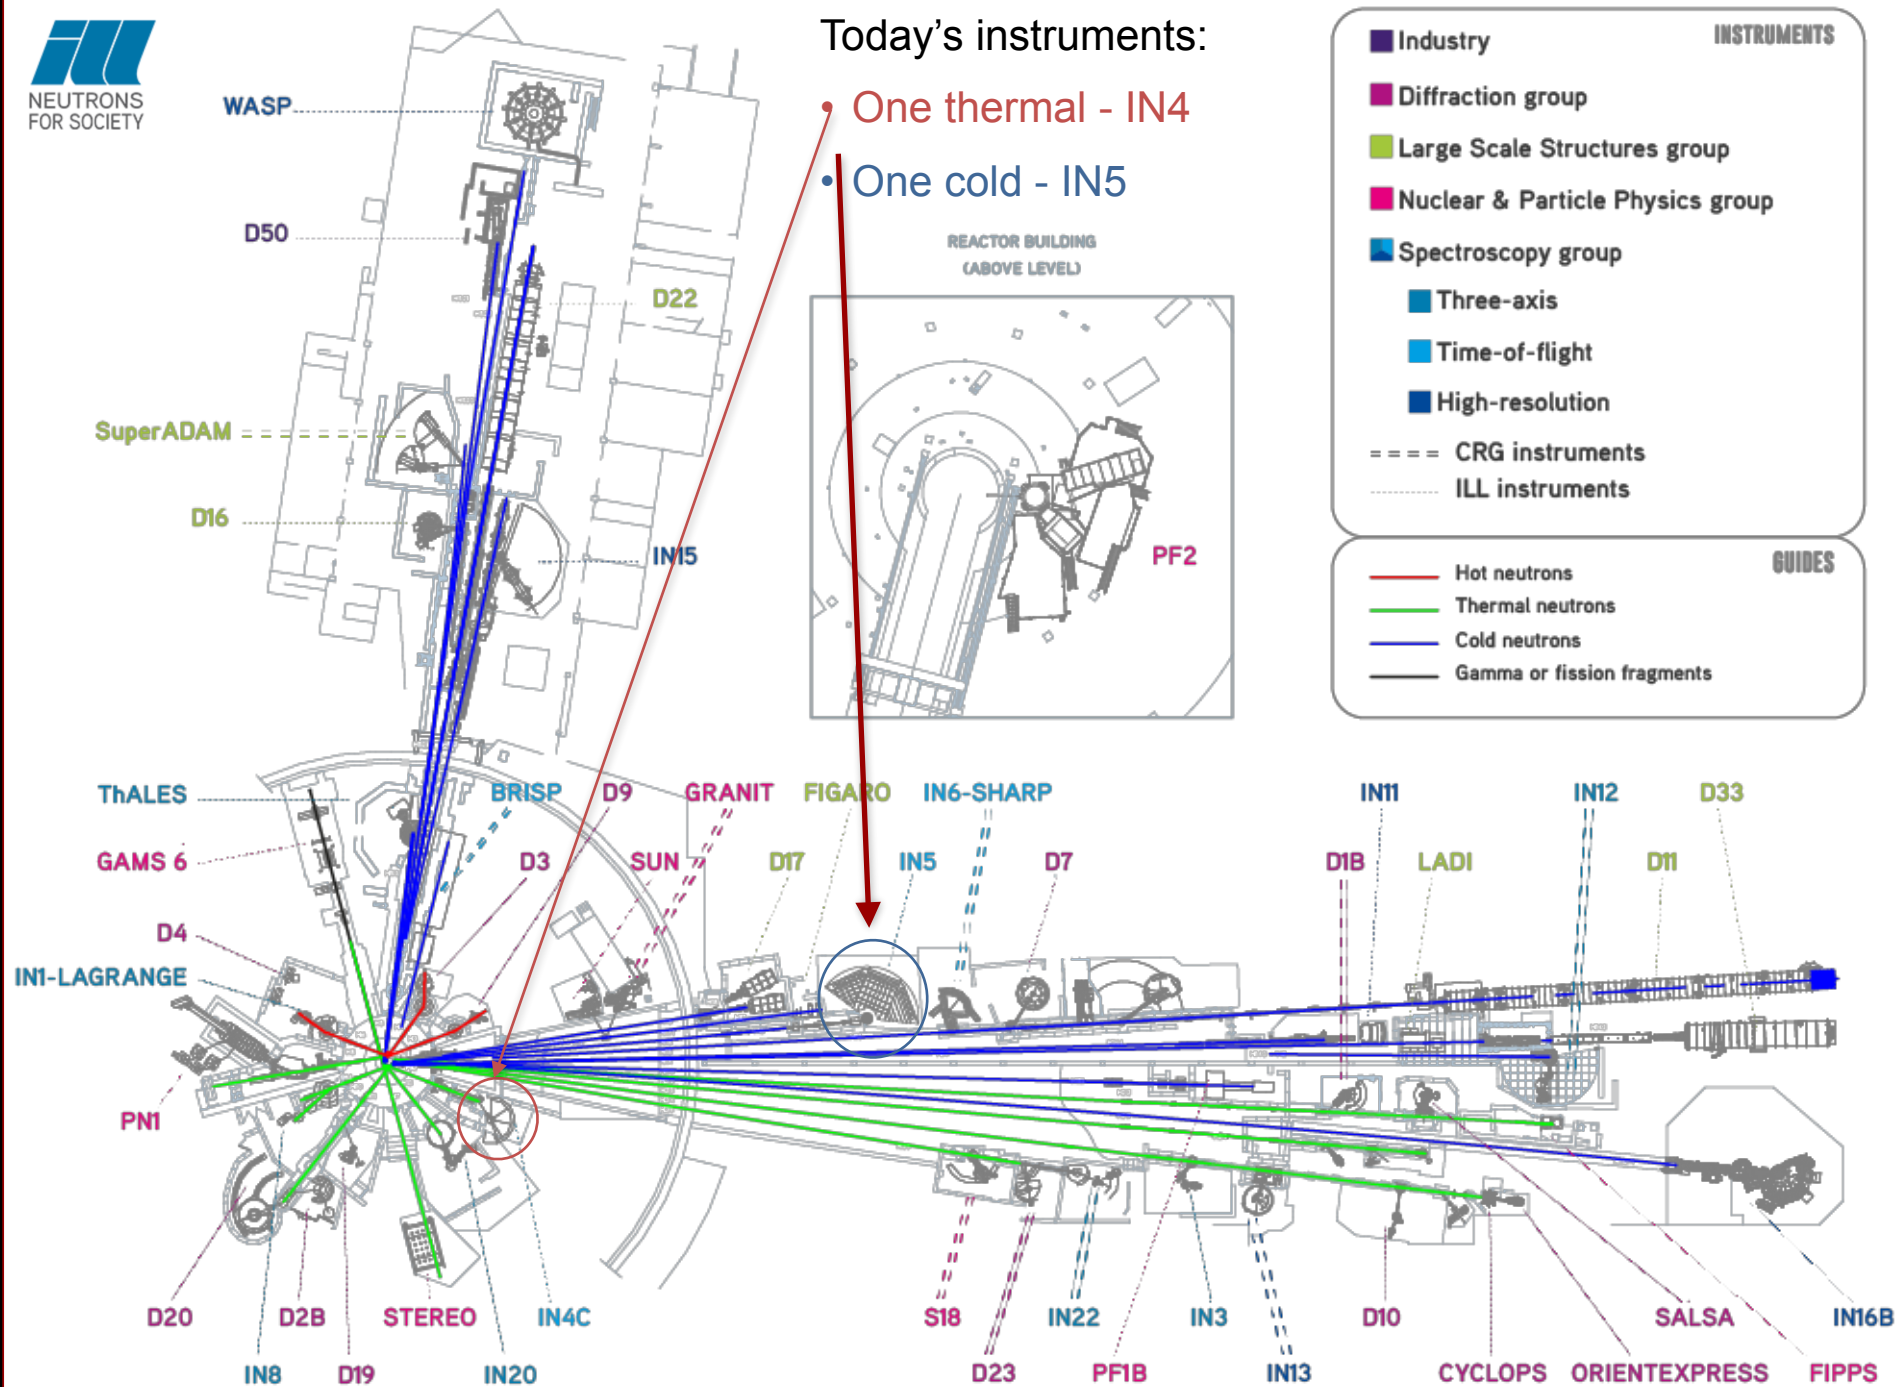 ill
NEUTRONS
FOR SOCIETY
Today's instruments:
• One thermal - IN4
• One cold - IN5
INSTRUMENTS
Industry
Diffraction group
Large Scale Structures group
Nuclear & Particle Physics group
Spectroscopy group
Three-axis
Time-of-flight
High-resolution
CRG instruments
ILL instruments
GUIDES
Hot neutrons
Thermal neutrons
Cold neutrons
Gamma or fission fragments
REACTOR BUILDING
(ABOVE LEVEL)
PF2
WASP
D50
D22
SuperADAM
D16
IN15
ThALES
BRISP
D9
GRANIT
FIGARO
IN6-SHARP
IN11
IN12
D33
GAMS 6
D3
SUN
D17
IN5
D7
D1B
LADI
D11
D4
IN1-LAGRANGE
PN1
D20
D2B
STEREO
IN4C
S18
IN22
IN3
D10
SALSA
IN16B
IN8
D19
IN20
D23
PF1B
IN13
CYCLOPS
ORIENTEXPRESS
FIPPS